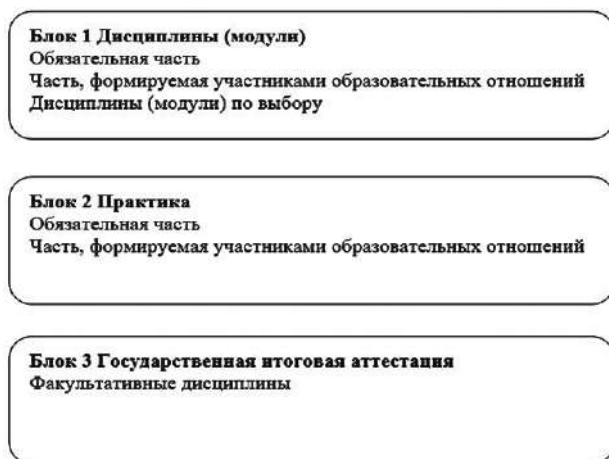 Блок 1 Дисциплины (модули)
Обязательная часть
Часть, формируемая участниками образовательных отношений
Дисциплины (модули) по выбору
Блок 2 Практика
Обязательная часть
Часть, формируемая участниками образовательных отношений
Блок 3 Государственная итоговая аттестация
Факультативные дисциплины